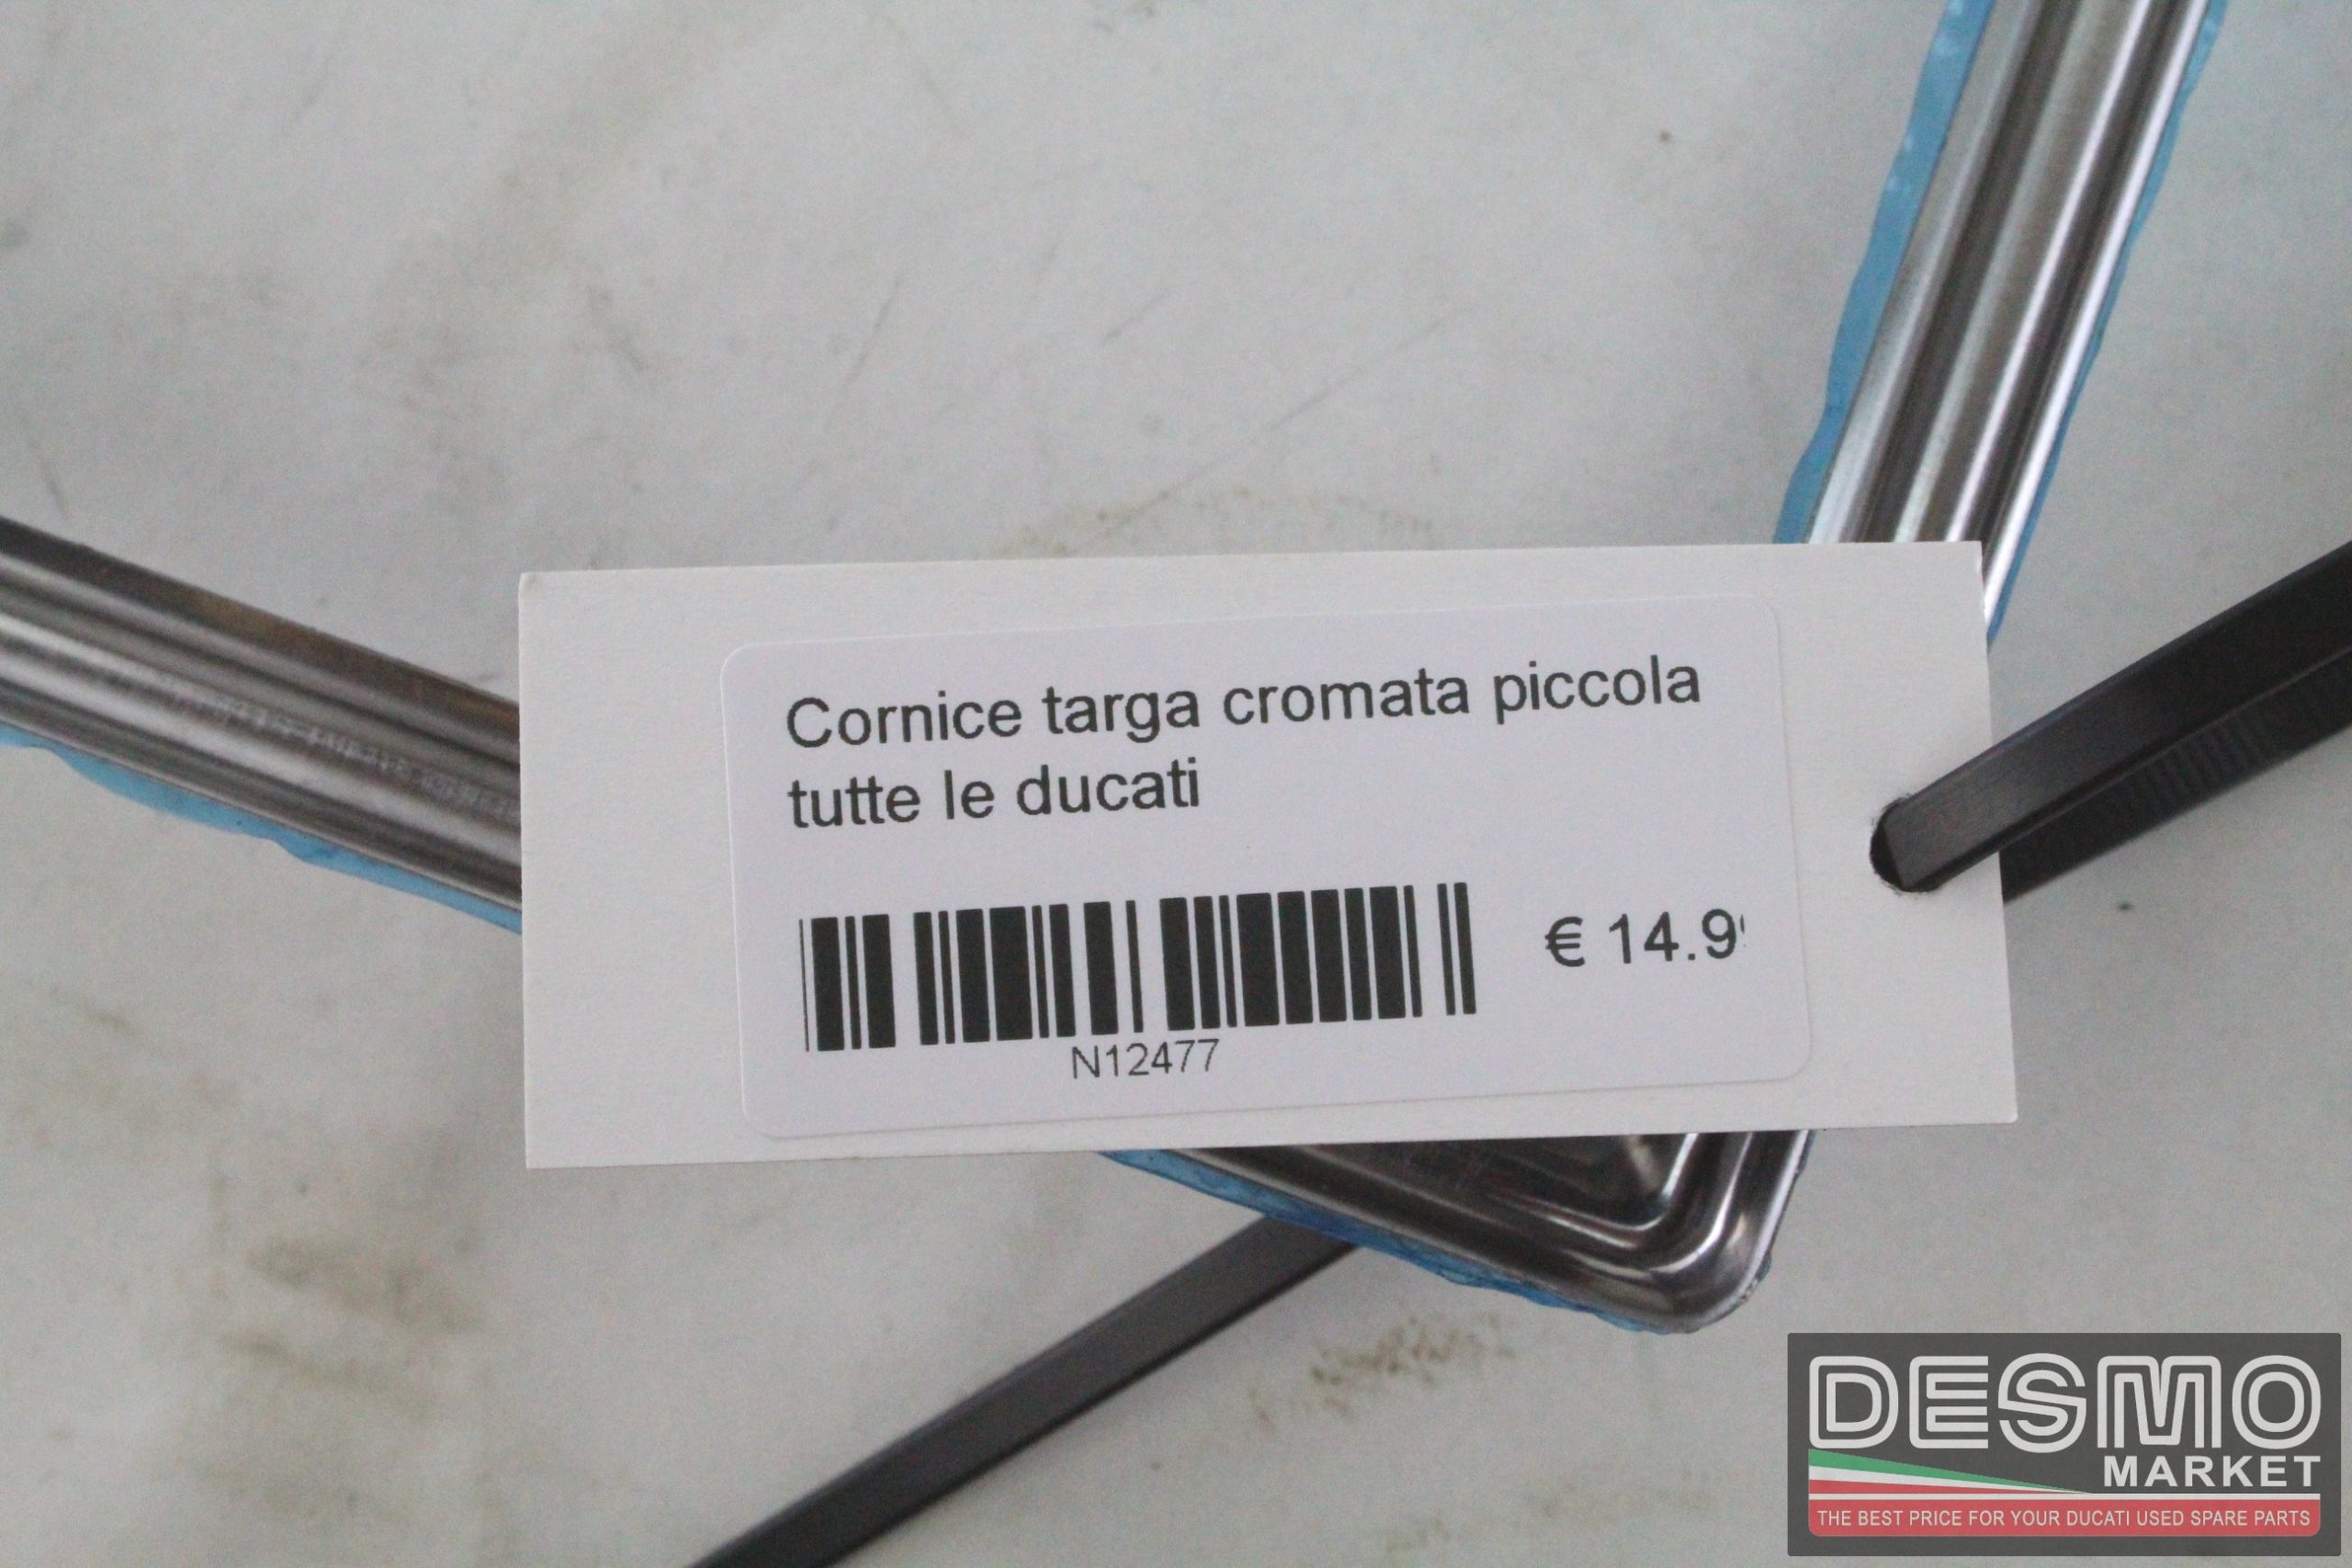 Cornice targa cromata piccola
tutte le ducati
€ 14.9
N12477
DESMO
MARKET
THE BEST PRICE FOR YOUR DUCATI USED SPARE PARTS